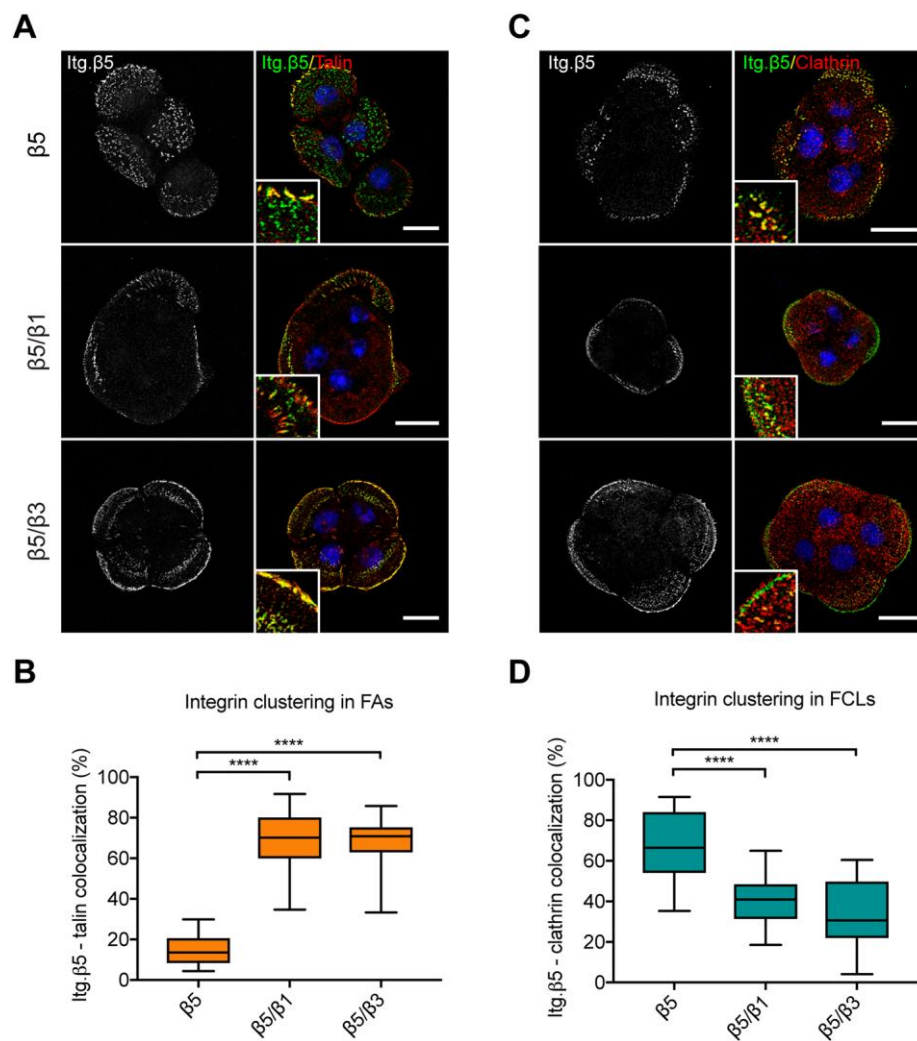 A
Itg.β5
Itg.β5/Talin
β5
β5/β1
β5/β3
C
Itg.β5
Itg.β5/Clathrin
B
Integrin clustering in FAs
Itg.β5 - talin colocalization (%)
100
80
60
40
20
0
****
****
β5
β5/β1
β5/β3
D
Integrin clustering in FCLs
Itg.β5 - clathrin colocalization (%)
100
80
60
40
20
0
****
****
β5
β5/β1
β5/β3